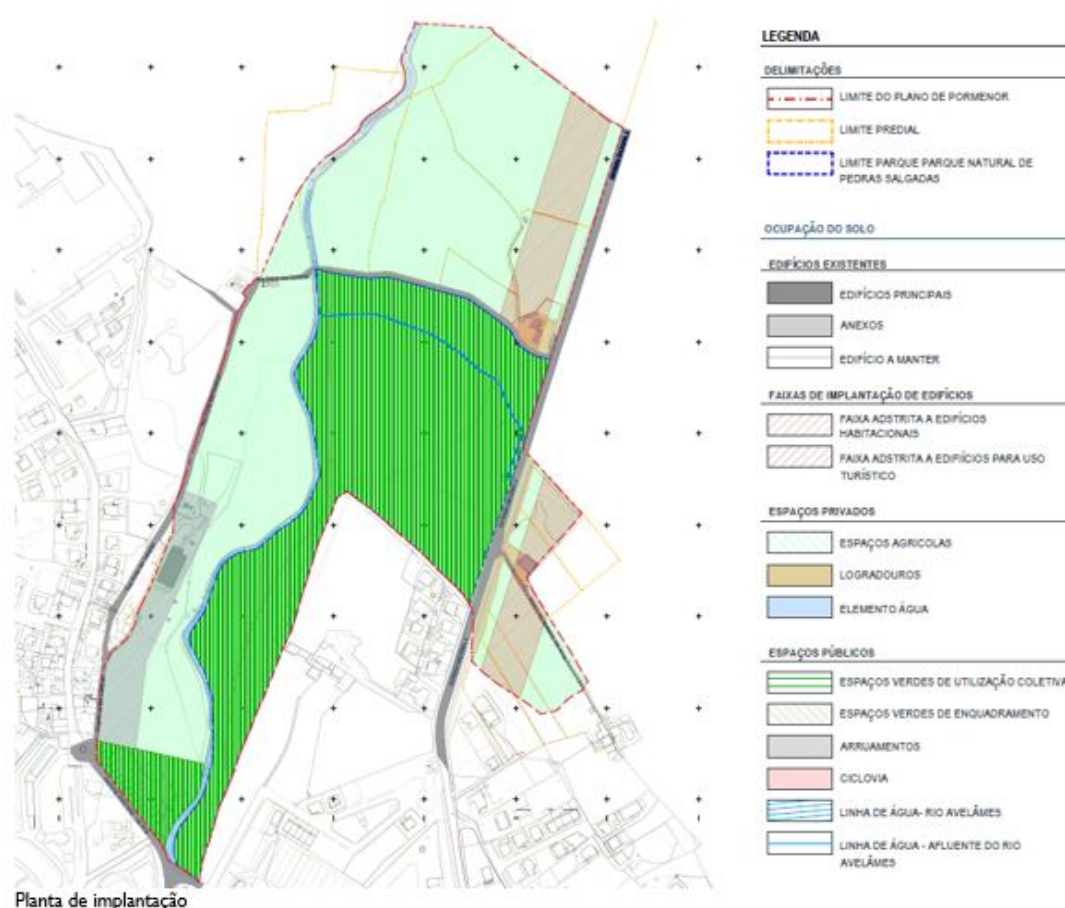 LEGENDA
DELIMITAÇÕES
LIMITE DO PLANO DE PORMENOR
LIMITE PREDIAL
LIMITE PARQUE PARQUE NATURAL DE
PEDRAS SALGADAS
OCUPAÇÃO DO SOLO
EDIFÍCIOS EXISTENTES
EDIFÍCIOS PRINCIPAIS
ANEXOS
EDIFÍCIO A MANTER
FAIXAS DE IMPLANTAÇÃO DE EDIFÍCIOS
FAIXA ADSTRITA A EDIFÍCIOS
HABITACIONAIS
FAIXA ADSTRITA A EDIFÍCIOS PARA USO
TURÍSTICO
ESPAÇOS PRIVADOS
ESPAÇOS AGRICOLAS
LOGRADOUROS
ELEMENTO ÁGUA
ESPAÇOS PÚBLICOS
ESPAÇOS VERDES DE UTILIZAÇÃO COLETIVA
ESPAÇOS VERDES DE ENQUADRAMENTO
ARRUAMENTOS
CICLOVIA
LINHA DE ÁGUA- RIO AVELÂMES
LINHA DE ÁGUA - AFLUENTE DO RIO
AVELÂMES
Planta de implantação